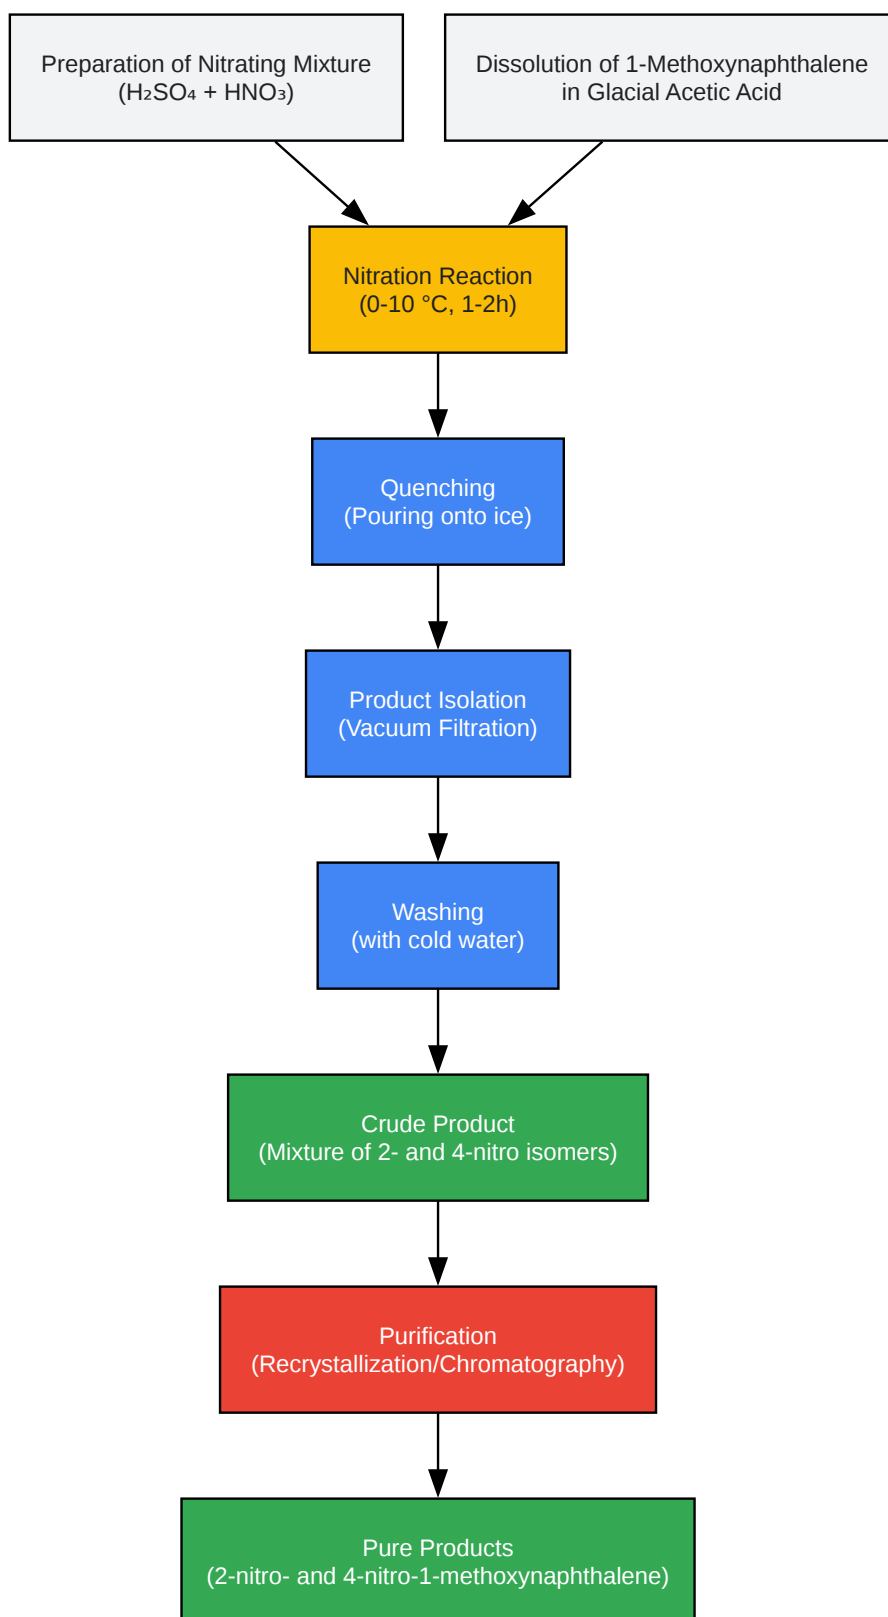 Preparation of Nitrating Mixture
(H₂SO₄ + HNO₃)
Dissolution of 1-Methoxynaphthalene
in Glacial Acetic Acid
Nitration Reaction
(0-10 °C, 1-2h)
Quenching
(Pouring onto ice)
Product Isolation
(Vacuum Filtration)
Washing
(with cold water)
Crude Product
(Mixture of 2- and 4-nitro isomers)
Purification
(Recrystallization/Chromatography)
Pure Products
(2-nitro- and 4-nitro-1-methoxynaphthalene)